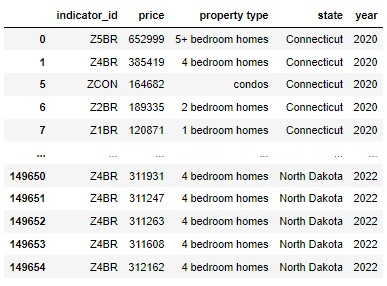 indicator_id price property type state year
0 Z5BR 652999 5+ bedroom homes Connecticut 2020
1 Z4BR 385419 4 bedroom homes Connecticut 2020
5 ZCON 164682 condos Connecticut 2020
6 Z2BR 189335 2 bedroom homes Connecticut 2020
7 Z1BR 120871 1 bedroom homes Connecticut 2020
... ... ... ... ... ...
149650 Z4BR 311931 4 bedroom homes North Dakota 2022
149651 Z4BR 311247 4 bedroom homes North Dakota 2022
149652 Z4BR 311263 4 bedroom homes North Dakota 2022
149653 Z4BR 311608 4 bedroom homes North Dakota 2022
149654 Z4BR 312162 4 bedroom homes North Dakota 2022